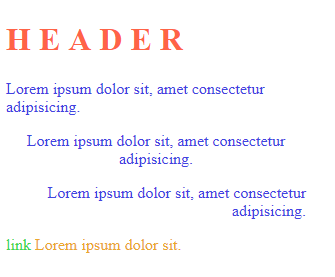 HEADER
Lorem ipsum dolor sit, amet consectetur
adipisicing.
Lorem ipsum dolor sit, amet consectetur
adipisicing.
Lorem ipsum dolor sit, amet consectetur
adipisicing.
link Lorem ipsum dolor sit.